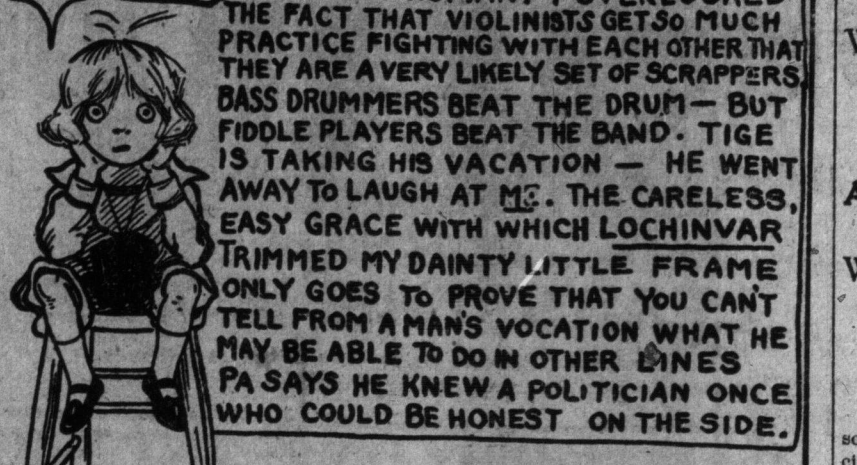 THE FACT THAT VIOLINISTS GET SO MUCH
PRACTICE FIGHTING WITH EACH OTHER THAT
THEY ARE A VERY LIKELY SET OF SCRAPPERS.
BASS DRUMMERS BEAT THE DRUM — BUT
FIDDLE PLAYERS BEAT THE BAND. TIGE
IS TAKING HIS VACATION — HE WENT
AWAY TO LAUGH AT ME. THE CARELESS,
EASY GRACE WITH WHICH LOCHINVAR
TRIMMED MY DAINTY LITTLE FRAME
ONLY GOES TO PROVE THAT YOU CAN'T
TELL FROM A MAN'S VOCATION WHAT HE
MAY BE ABLE TO DO IN OTHER LINES
PA SAYS HE KNEW A POLITICIAN ONCE
WHO COULD BE HONEST ON THE SIDE.